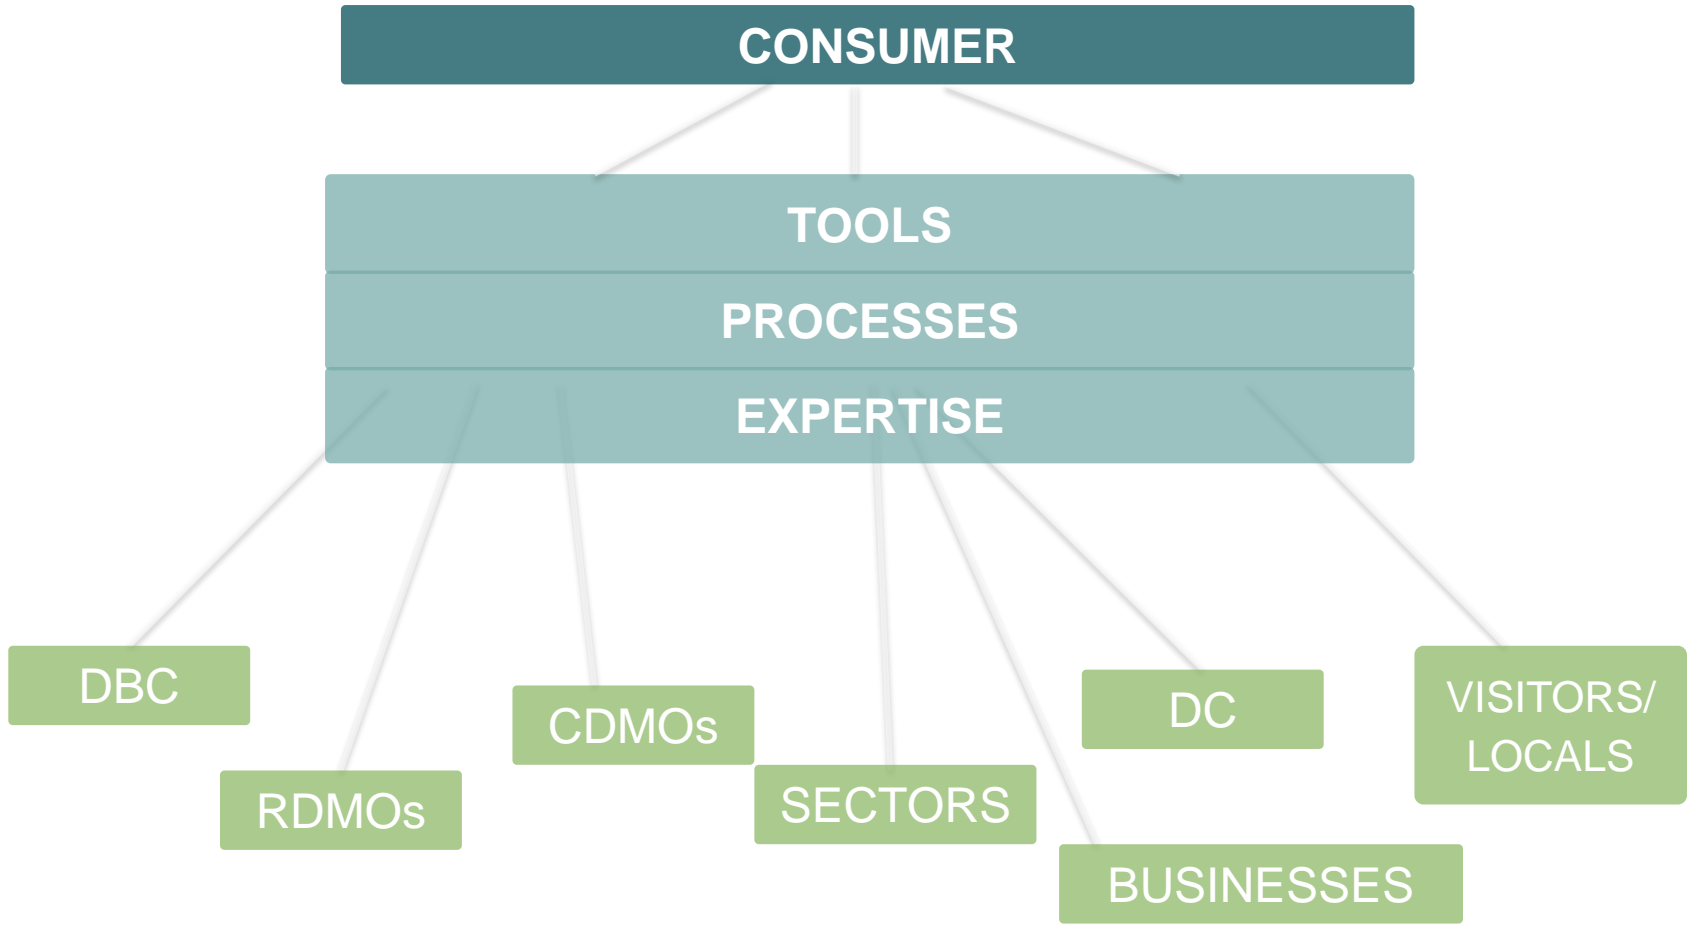 CONSUMER
TOOLS
PROCESSES
EXPERTISE
DBC
RDMOs
CDMOs
SECTORS
DC
BUSINESSES
VISITORS/
LOCALS